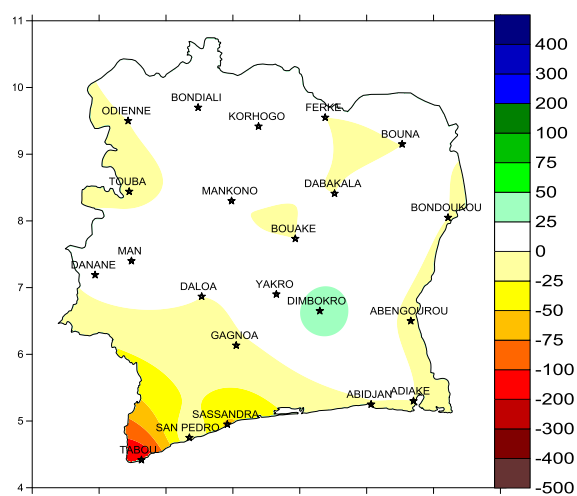 11
10
9
8
7
6
5
4
BONDIALI
ODIENNE
KORHOGO
FERKE
BOUNA
TOUBA
MANKONO
DABAKALA
BONDOUKOU
BOUAKE
MAN
DANANE
DALOA
YAKRO
DIMBOKRO
ABENGOUROU
GAGNOA
ABIDJAN
ADIAKE
SASSANDRA
SAN PEDRO
TABOU
400
300
200
100
75
50
25
0
-25
-50
-75
-100
-200
-300
-400
-500